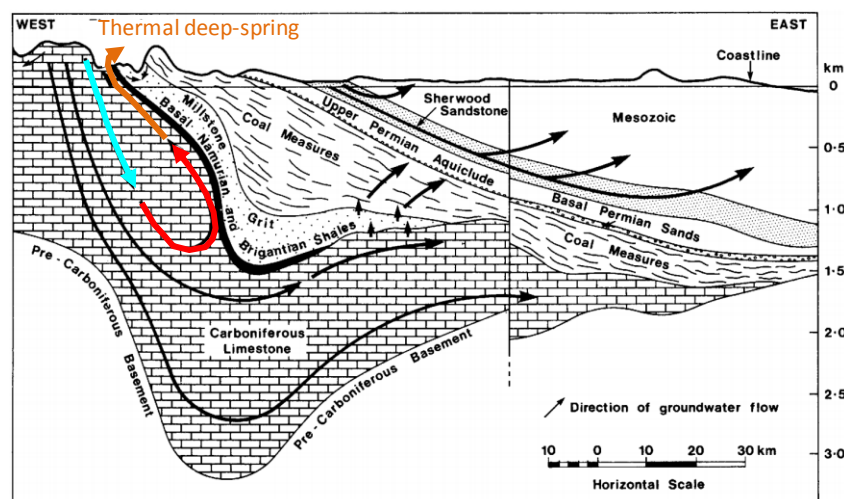 WEST
Thermal deep-spring
EAST
Coastline
km
0
0·5
1·0
1·5
2·0
2·5
3·0
Sherwood
Sandstone
Mesozoic
Upper Permian Aquiclude
Coal Measures
Millstone
Grit
Basal Namurian and Brigantian Shales
Basal Permian Sands
Coal Measures
Carboniferous
Limestone
Pre-Carboniferous Basement
Pre-Carboniferous Basement
Direction of groundwater flow
10 0 10 20 30 km
Horizontal Scale